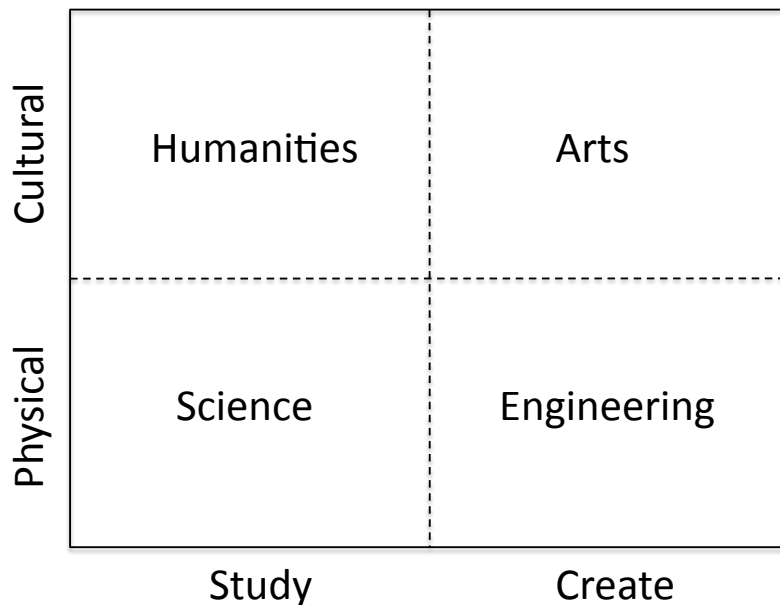 Cultural
Humanities
Arts
Physical
Science
Engineering
Study
Create